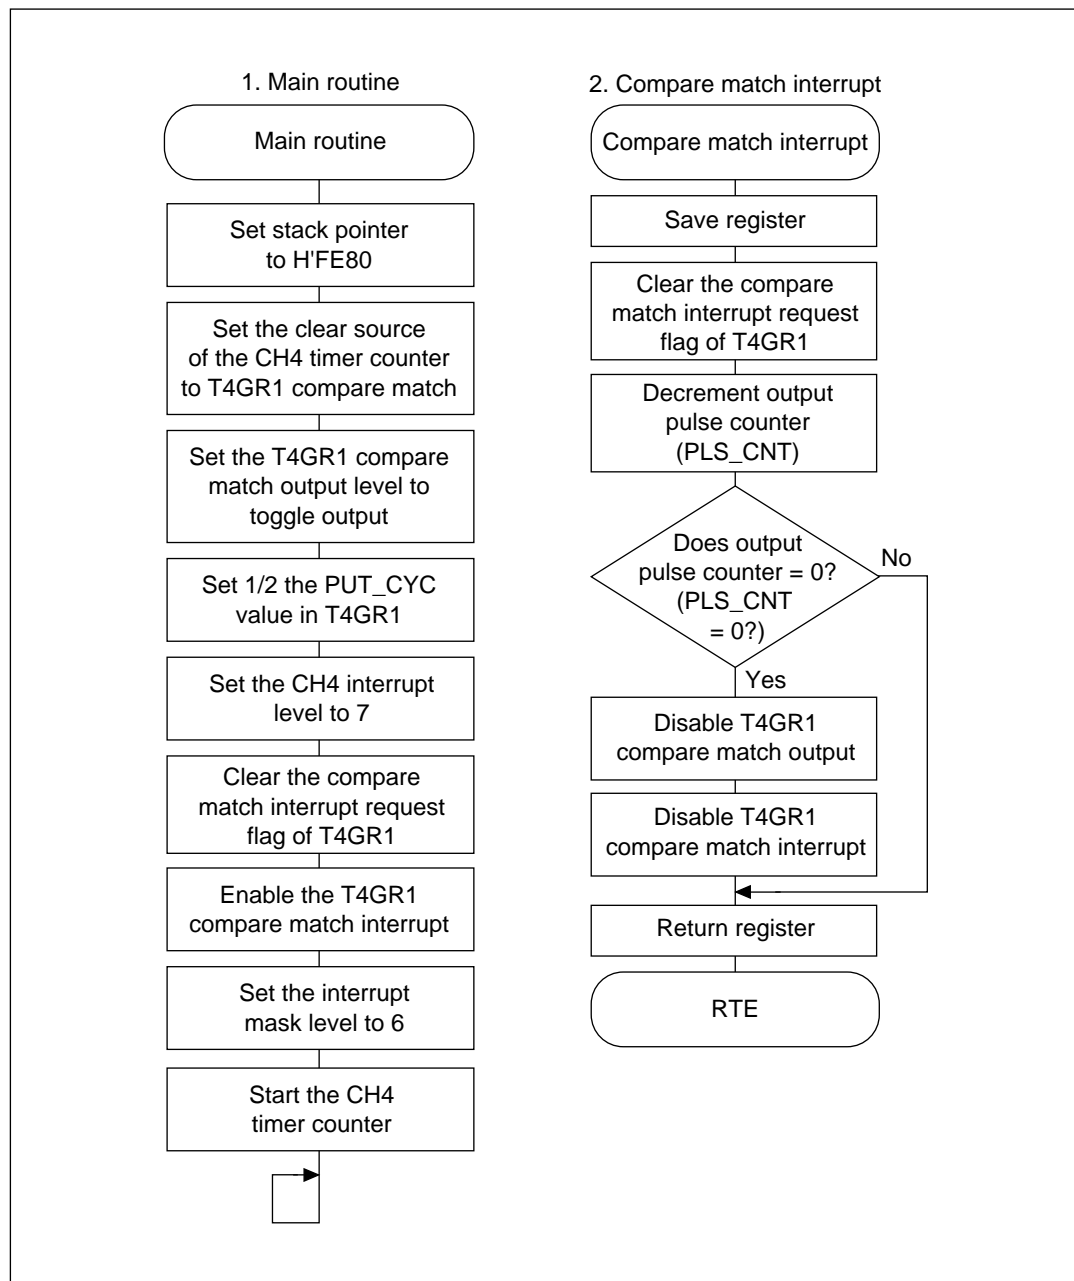 1. Main routine
Main routine
Set stack pointer
to H'FE80
Set the clear source
of the CH4 timer counter
to T4GR1 compare match
Set the T4GR1 compare
match output level to
toggle output
Set 1/2 the PUT_CYC
value in T4GR1
Set the CH4 interrupt
level to 7
Clear the compare
match interrupt request
flag of T4GR1
Enable the T4GR1
compare match interrupt
Set the interrupt
mask level to 6
Start the CH4
timer counter
2. Compare match interrupt
Compare match interrupt
Save register
Clear the compare
match interrupt request
flag of T4GR1
Decrement output
pulse counter
(PLS_CNT)
Does output
pulse counter = 0?
(PLS_CNT
= 0?)
No
Yes
Disable T4GR1
compare match output
Disable T4GR1
compare match interrupt
Return register
RTE